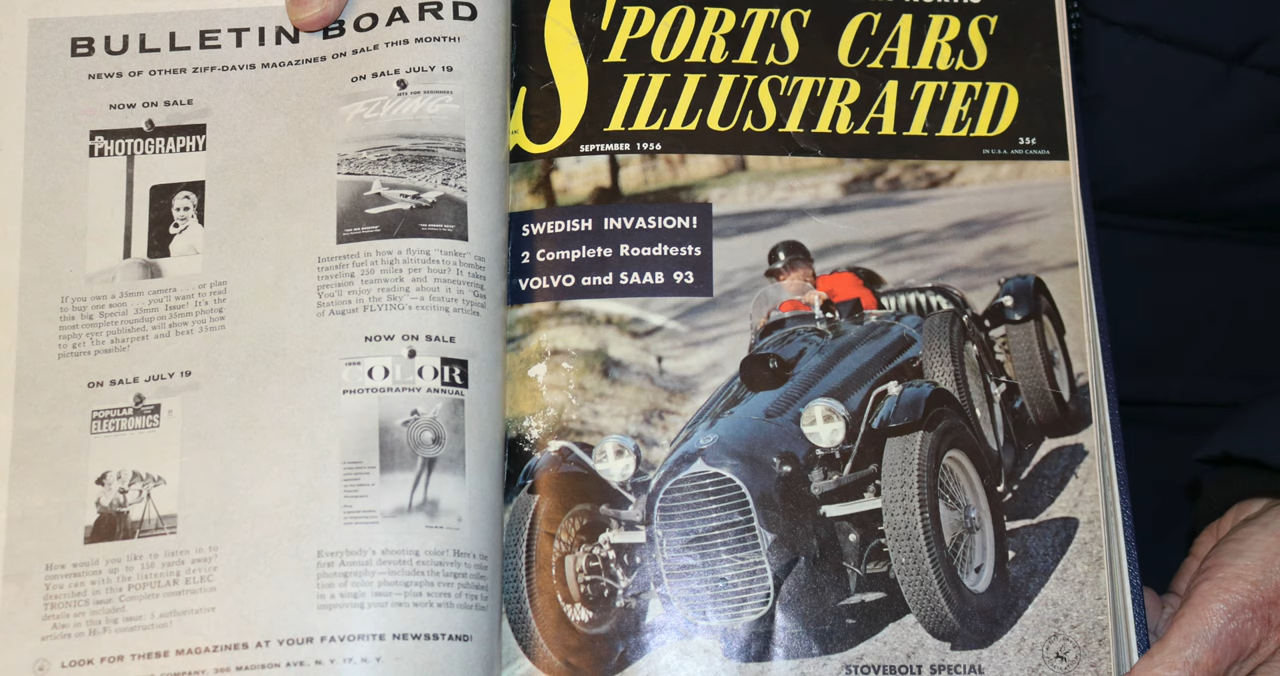 BULLETIN BOARD
NEWS OF OTHER ZIFF-DAVIS MAGAZINES ON SALE THIS MONTH!
NOW ON SALE
PHOTOGRAPHY
If you own a 35mm camera . . . or plan
to buy one soon . . . you'll want to read
this big Special 35mm Issue! It's the
most complete roundup on 35mm photog-
raphy ever published, will show you how
to get the sharpest and best 35mm
pictures possible!
ON SALE JULY 19
POPULAR
ELECTRONICS
How would you like to listen in to
conversations up to 150 yards away?
You can with the listening device
described in this POPULAR ELEC
TRONICS issue. Complete construction
details are included.
Also in this issue: 5 authoritative
articles on Hi-Fi construction!
ON SALE JULY 19
JETS FOR BEGINNERS
FLYING
Interested in how a flying "tanker" can
transfer fuel at high altitudes to a bomber
traveling 250 miles per hour? It takes
precision teamwork and maneuvering.
You'll enjoy reading about it in "Gas
Stations in the Sky"—a feature typical
of August FLYING's exciting articles.
NOW ON SALE
1956
COLOR
PHOTOGRAPHY ANNUAL
Everybody's shooting color! Here's the
first Annual devoted exclusively to color
photography—includes the largest collec-
tion of color photographs ever published
in a single issue—plus scores of tips for
improving your own work with color film!
LOOK FOR THESE MAGAZINES AT YOUR FAVORITE NEWSSTAND!
COMPANY, 366 MADISON AVE., N. Y. 17, N. Y.
SPORTS CARS
ILLUSTRATED
SEPTEMBER 1956
35¢
IN U.S.A. AND CANADA
SWEDISH INVASION!
2 Complete Roadtests
VOLVO and SAAB 93
STOVEBOLT SPECIAL